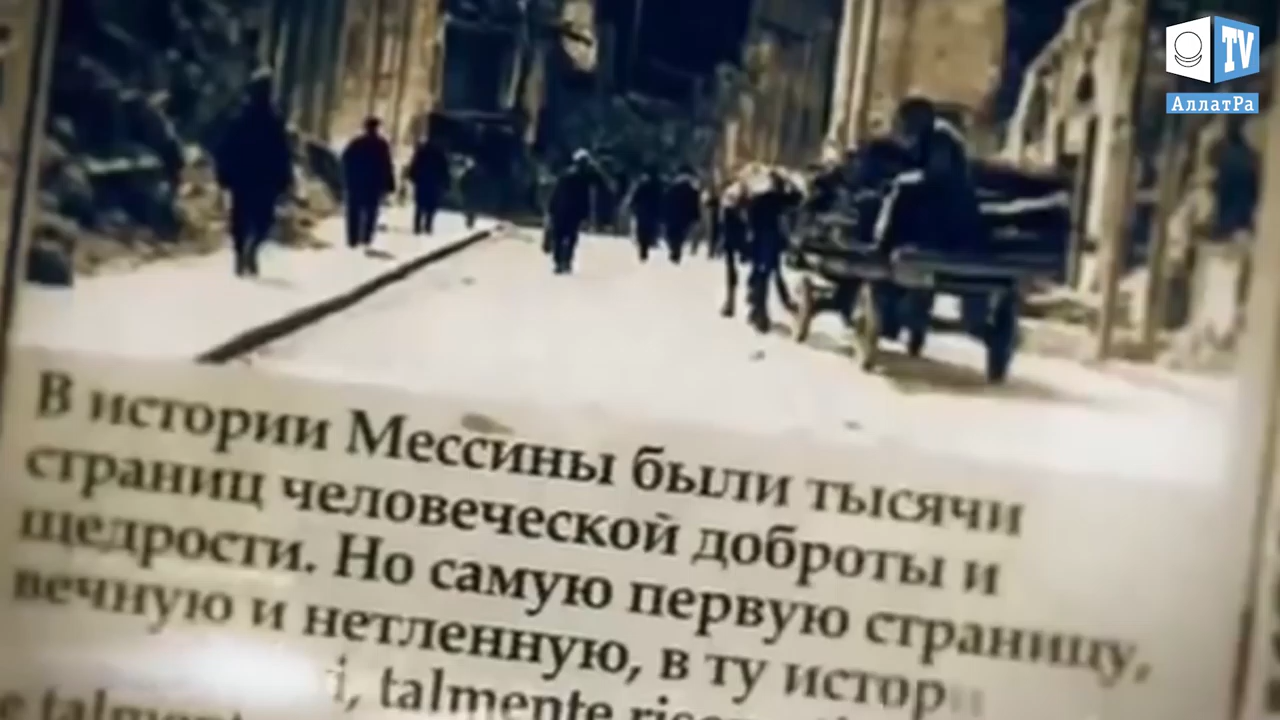 TV
АллатРа
В истории Мессины были тысячи
страниц человеческой доброты и
щедрости. Но самую первую страницу,
вечную и нетленную, в ту истор
talmente